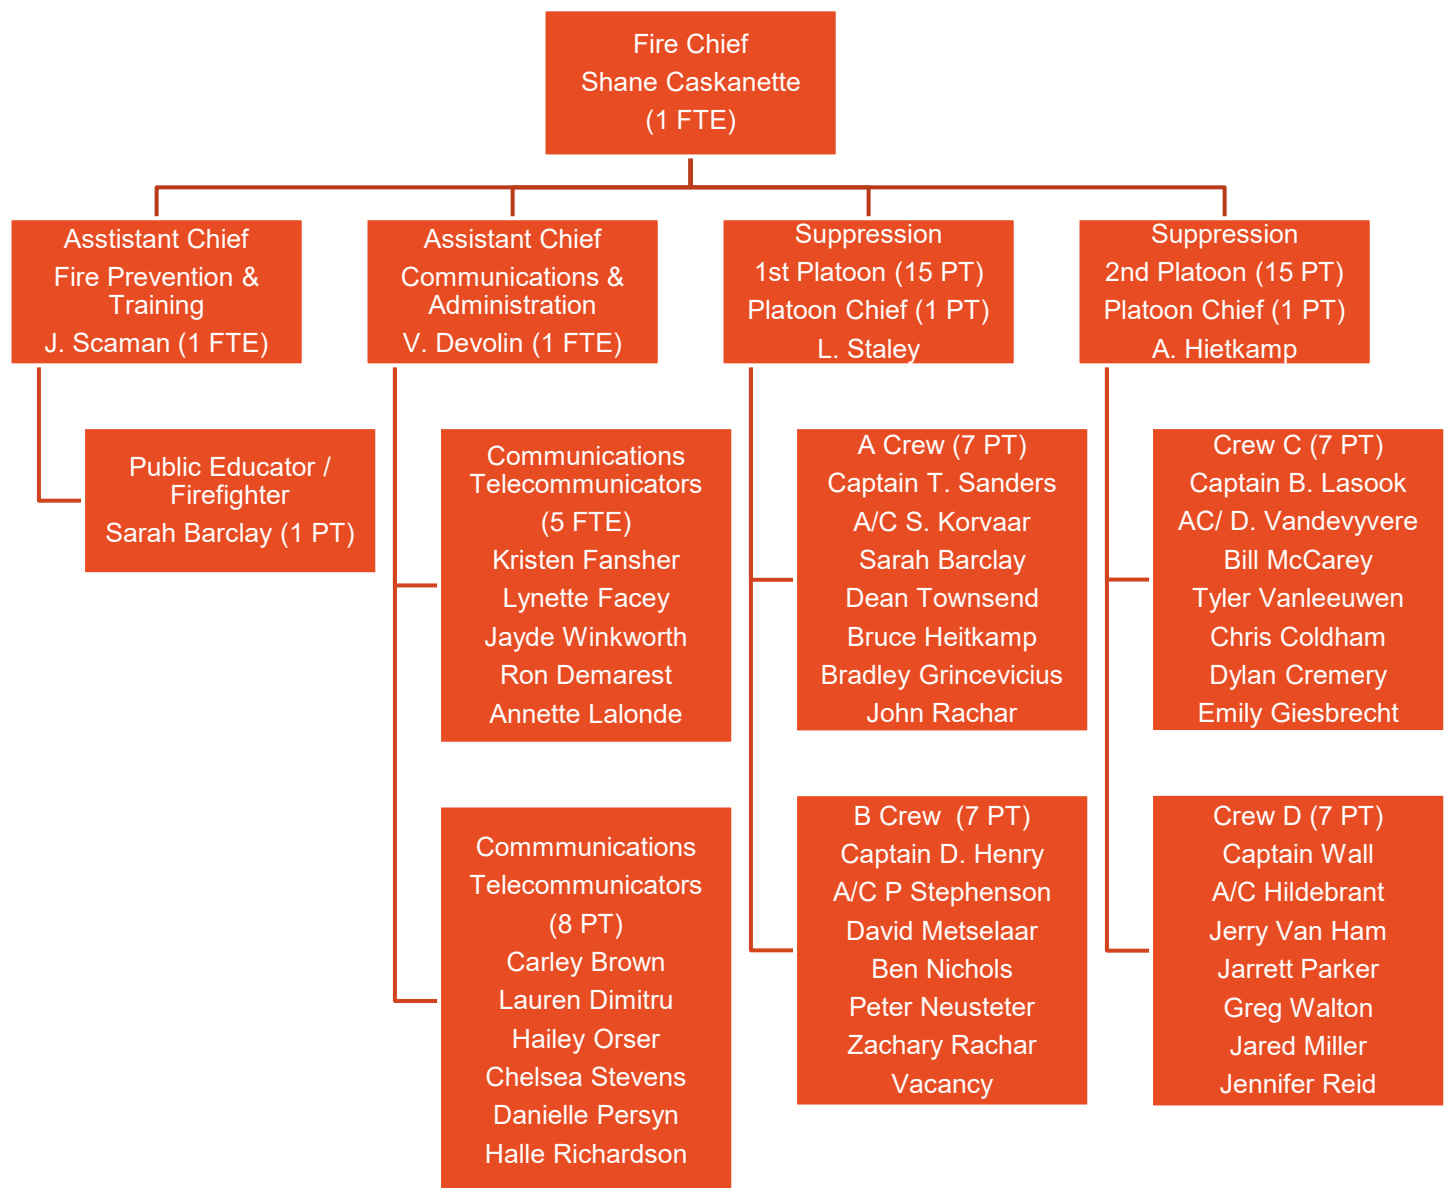 Fire Chief
Shane Caskanette
(1 FTE)
Asstistant Chief
Fire Prevention &
Training
J. Scaman (1 FTE)
Assistant Chief
Communications &
Administration
V. Devolin (1 FTE)
Suppression
1st Platoon (15 PT)
Platoon Chief (1 PT)
L. Staley
Suppression
2nd Platoon (15 PT)
Platoon Chief (1 PT)
A. Hietkamp
Public Educator /
Firefighter
Sarah Barclay (1 PT)
Communications
Telecommunicators
(5 FTE)
Kristen Fansher
Lynette Facey
Jayde Winkworth
Ron Demarest
Annette Lalonde
Commmunications
Telecommunicators
(8 PT)
Carley Brown
Lauren Dimitru
Hailey Orser
Chelsea Stevens
Danielle Persyn
Halle Richardson
A Crew (7 PT)
Captain T. Sanders
A/C S. Korvaar
Sarah Barclay
Dean Townsend
Bruce Heitkamp
Bradley Grincevicius
John Rachar
B Crew  (7 PT)
Captain D. Henry
A/C P Stephenson
David Metselaar
Ben Nichols
Peter Neusteter
Zachary Rachar
Vacancy
Crew C (7 PT)
Captain B. Lasook
AC/ D. Vandevyvere
Bill McCarey
Tyler Vanleeuwen
Chris Coldham
Dylan Cremery
Emily Giesbrecht
Crew D (7 PT)
Captain Wall
A/C Hildebrant
Jerry Van Ham
Jarrett Parker
Greg Walton
Jared Miller
Jennifer Reid